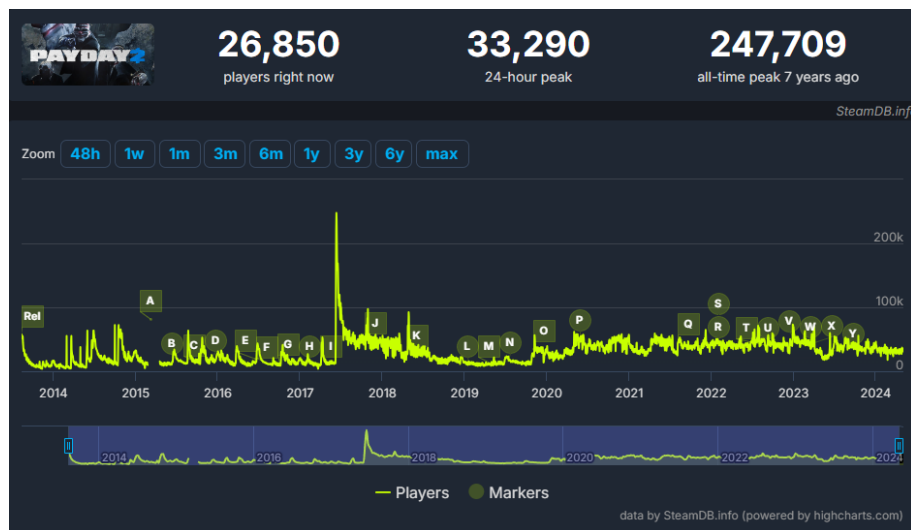 PAYDAY2
26,850
players right now
33,290
24-hour peak
247,709
all-time peak 7 years ago
SteamDB.info
Zoom 48h 1w 1m 3m 6m 1y 3y 6y max
200k
100k
0
Rel A B C D E F G H I J K L M N O P Q R S T U V W X Y
2014 2015 2016 2017 2018 2019 2020 2021 2022 2023 2024
2014 2016 2018 2020 2022 2024
Players Markers
data by SteamDB.info (powered by highcharts.com)